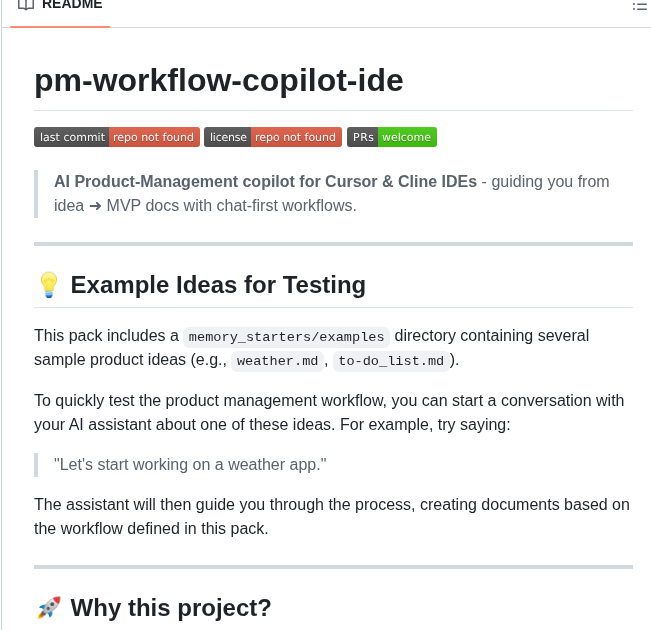 README
pm-workflow-copilot-ide
last commit repo not found license repo not found PRs welcome
AI Product-Management copilot for Cursor & Cline IDEs - guiding you from
idea ➜ MVP docs with chat-first workflows.
💡 Example Ideas for Testing
This pack includes a memory_starters/examples directory containing several
sample product ideas (e.g., weather.md, to-do_list.md).
To quickly test the product management workflow, you can start a conversation with
your AI assistant about one of these ideas. For example, try saying:
"Let's start working on a weather app."
The assistant will then guide you through the process, creating documents based on
the workflow defined in this pack.
🚀 Why this project?